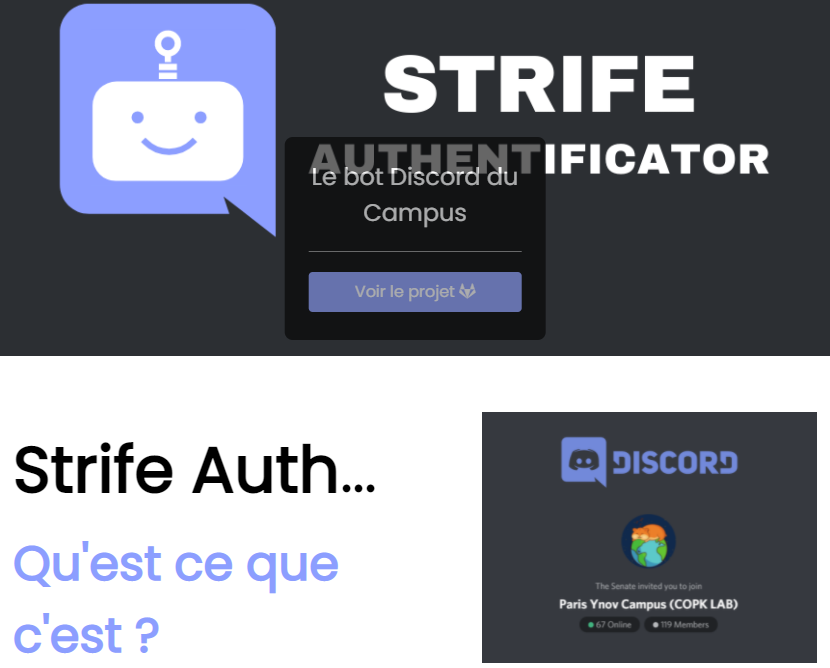 STRIFE
AUTHENTIFICATOR
Le bot Discord du
Campus
Voir le projet
Strife Auth...
Qu'est ce que
c'est ?
DISCORD
The Senate invited you to join
Paris Ynov Campus (COPK LAB)
67 Online
119 Members